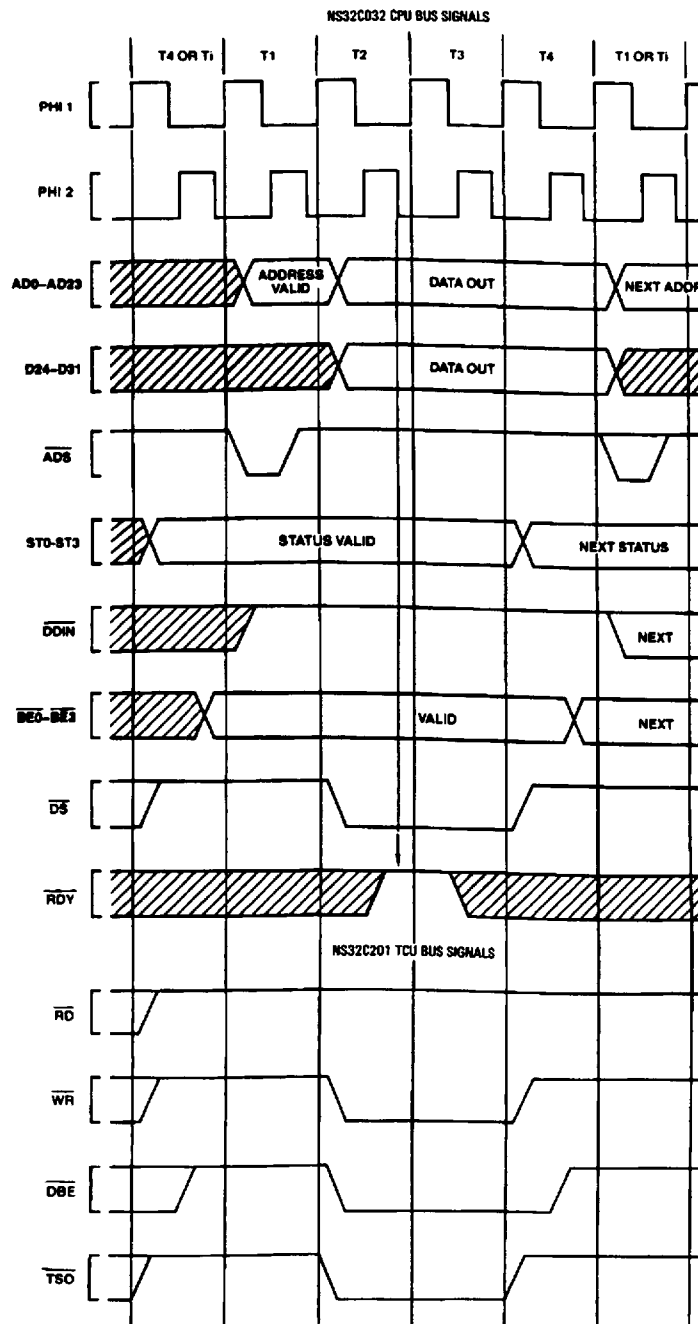 NS32C032 CPU BUS SIGNALS
T4 OR Ti T1 T2 T3 T4 T1 OR Ti
PHI 1
PHI 2
AD0–AD23 ADDRESS VALID DATA OUT NEXT ADDR
D24–D31 DATA OUT
ADS
ST0-ST3 STATUS VALID NEXT STATUS
DDIN NEXT
BE0–BE3 VALID NEXT
DS
RDY
NS32C201 TCU BUS SIGNALS
RD
WR
DBE
TSO